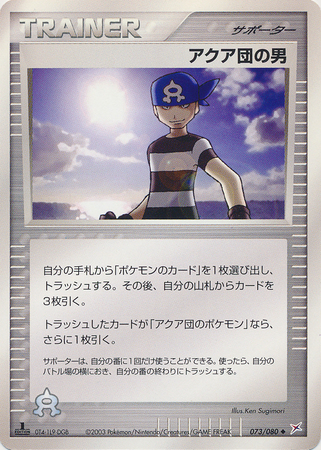 TRAINER
サポーター
アクア団の男
自分の手札から「ポケモンのカード」を1枚選び出し、
トラッシュする。その後、自分の山札からカードを
3枚引く。
トラッシュしたカードが「アクア団のポケモン」なら、
さらに1枚引く。
サポーターは、自分の番に1回だけ使うことができる。使ったら、自分の
バトル場の横におき、自分の番の終わりにトラッシュする。
Illus.Ken Sugimori
1 EDITION 0T4-1L9-DGB ©2003 Pokémon/Nintendo/Creatures/GAME FREAK 073/080